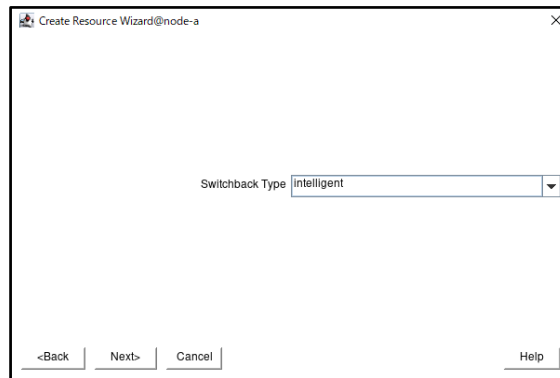 Create Resource Wizard@node-a
Switchback Type intelligent
<Back Next> Cancel Help